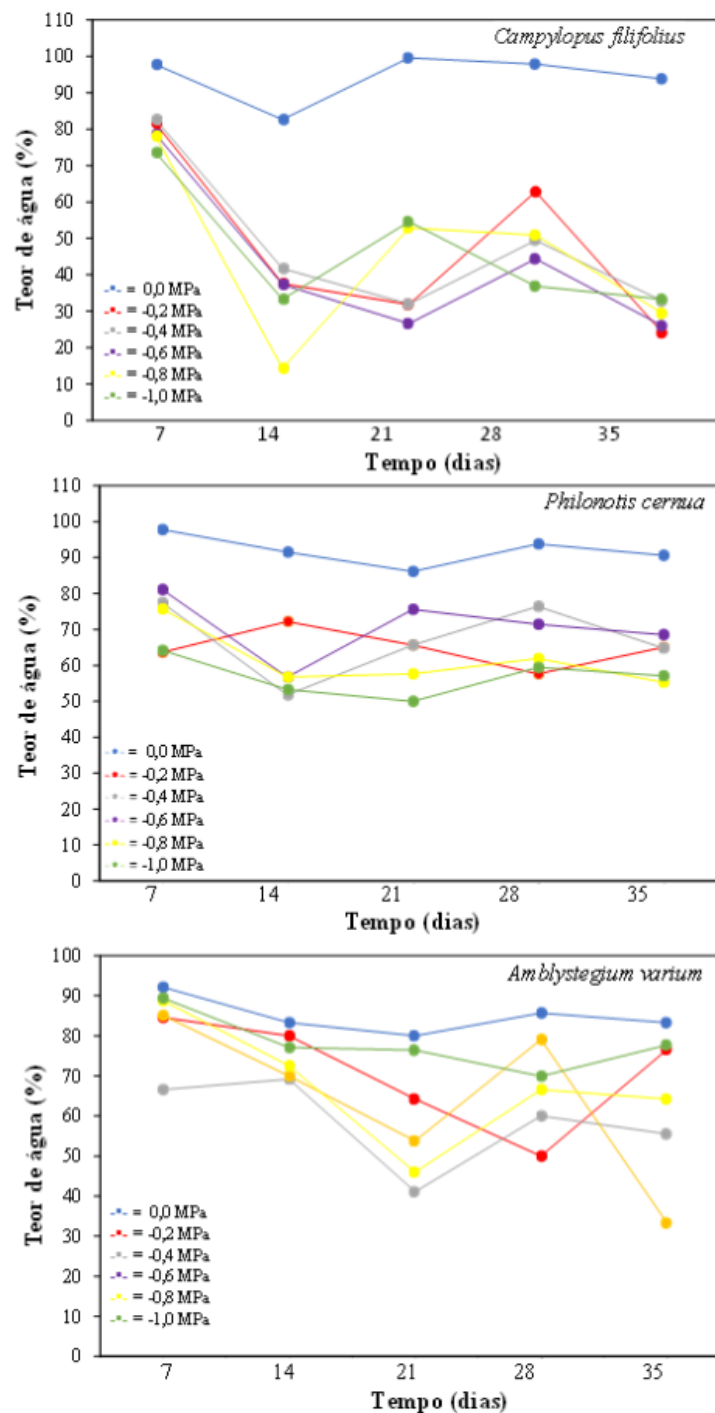 Campylopus filifolius
Teor de água (%)
110
100
90
80
70
60
50
40
30
20
10
0
= 0,0 MPa
= -0,2 MPa
= -0,4 MPa
= -0,6 MPa
= -0,8 MPa
= -1,0 MPa
7 14 21 28 35
Tempo (dias)
Philonotis cernua
Teor de água (%)
110
100
90
80
70
60
50
40
30
20
10
0
= 0,0 MPa
= -0,2 MPa
= -0,4 MPa
= -0,6 MPa
= -0,8 MPa
= -1,0 MPa
7 14 21 28 35
Tempo (dias)
Amblystegium varium
Teor de água (%)
100
90
80
70
60
50
40
30
20
10
0
= 0,0 MPa
= -0,2 MPa
= -0,4 MPa
= -0,6 MPa
= -0,8 MPa
= -1,0 MPa
7 14 21 28 35
Tempo (dias)